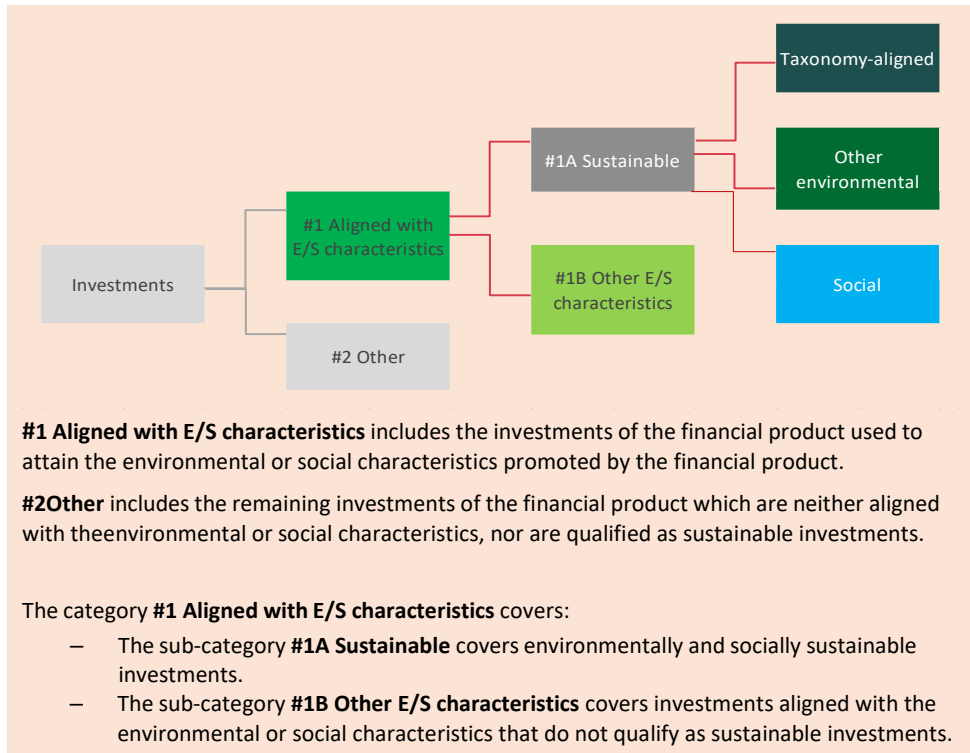 Taxonomy-aligned
#1A Sustainable
Other
environmental
#1 Aligned with
E/S characteristics
Investments
#1B Other E/S
characteristics
Social
#2 Other
#1 Aligned with E/S characteristics includes the investments of the financial product used to
attain the environmental or social characteristics promoted by the financial product.
#2Other includes the remaining investments of the financial product which are neither aligned
with theenvironmental or social characteristics, nor are qualified as sustainable investments.
The category #1 Aligned with E/S characteristics covers:
– The sub-category #1A Sustainable covers environmentally and socially sustainable
investments.
– The sub-category #1B Other E/S characteristics covers investments aligned with the
environmental or social characteristics that do not qualify as sustainable investments.